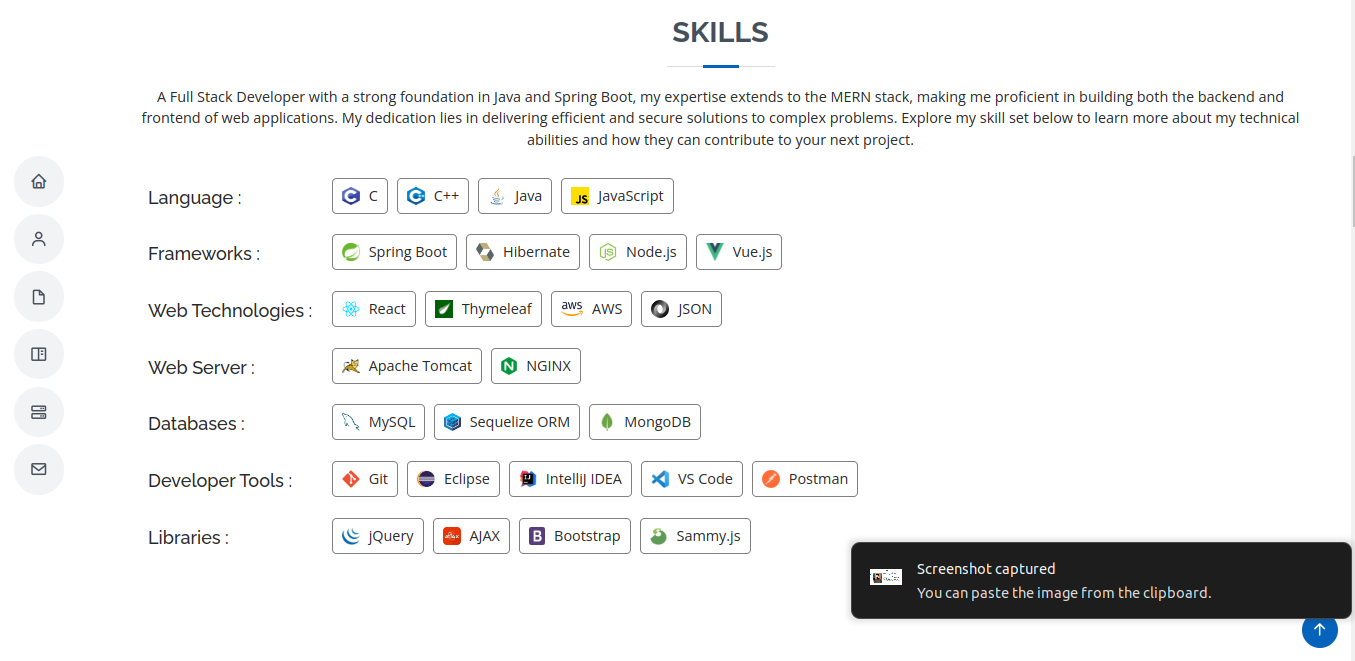 SKILLS
A Full Stack Developer with a strong foundation in Java and Spring Boot, my expertise extends to the MERN stack, making me proficient in building both the backend and
frontend of web applications. My dedication lies in delivering efficient and secure solutions to complex problems. Explore my skill set below to learn more about my technical
abilities and how they can contribute to your next project.
Language : C C++ Java JS JavaScript
Frameworks : Spring Boot Hibernate JS Node.js Vue.js
Web Technologies : React Thymeleaf aws AWS JSON
Web Server : Apache Tomcat N NGINX
Databases : MySQL Sequelize ORM MongoDB
Developer Tools : Git Eclipse IJ IntelliJ IDEA VS Code Postman
Libraries : jQuery AJAX B Bootstrap Sammy.js
Screenshot captured
You can paste the image from the clipboard.